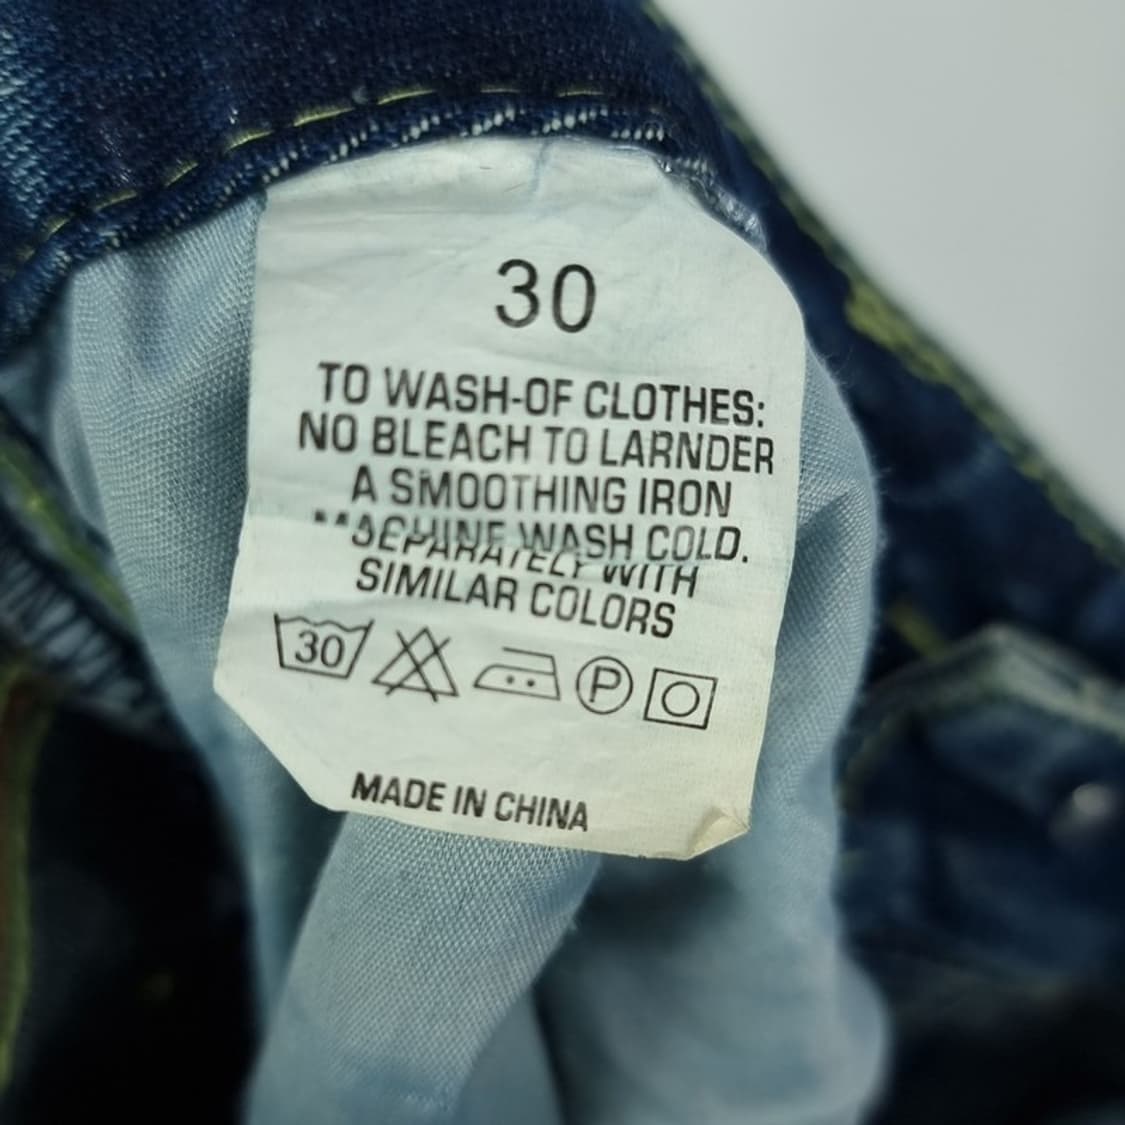 30
TO WASH-OF CLOTHES:
NO BLEACH TO LARNDER
A SMOOTHING IRON
MACHINE WASH COLD.
SEPARATELY WITH
SIMILAR COLORS
30 P
MADE IN CHINA